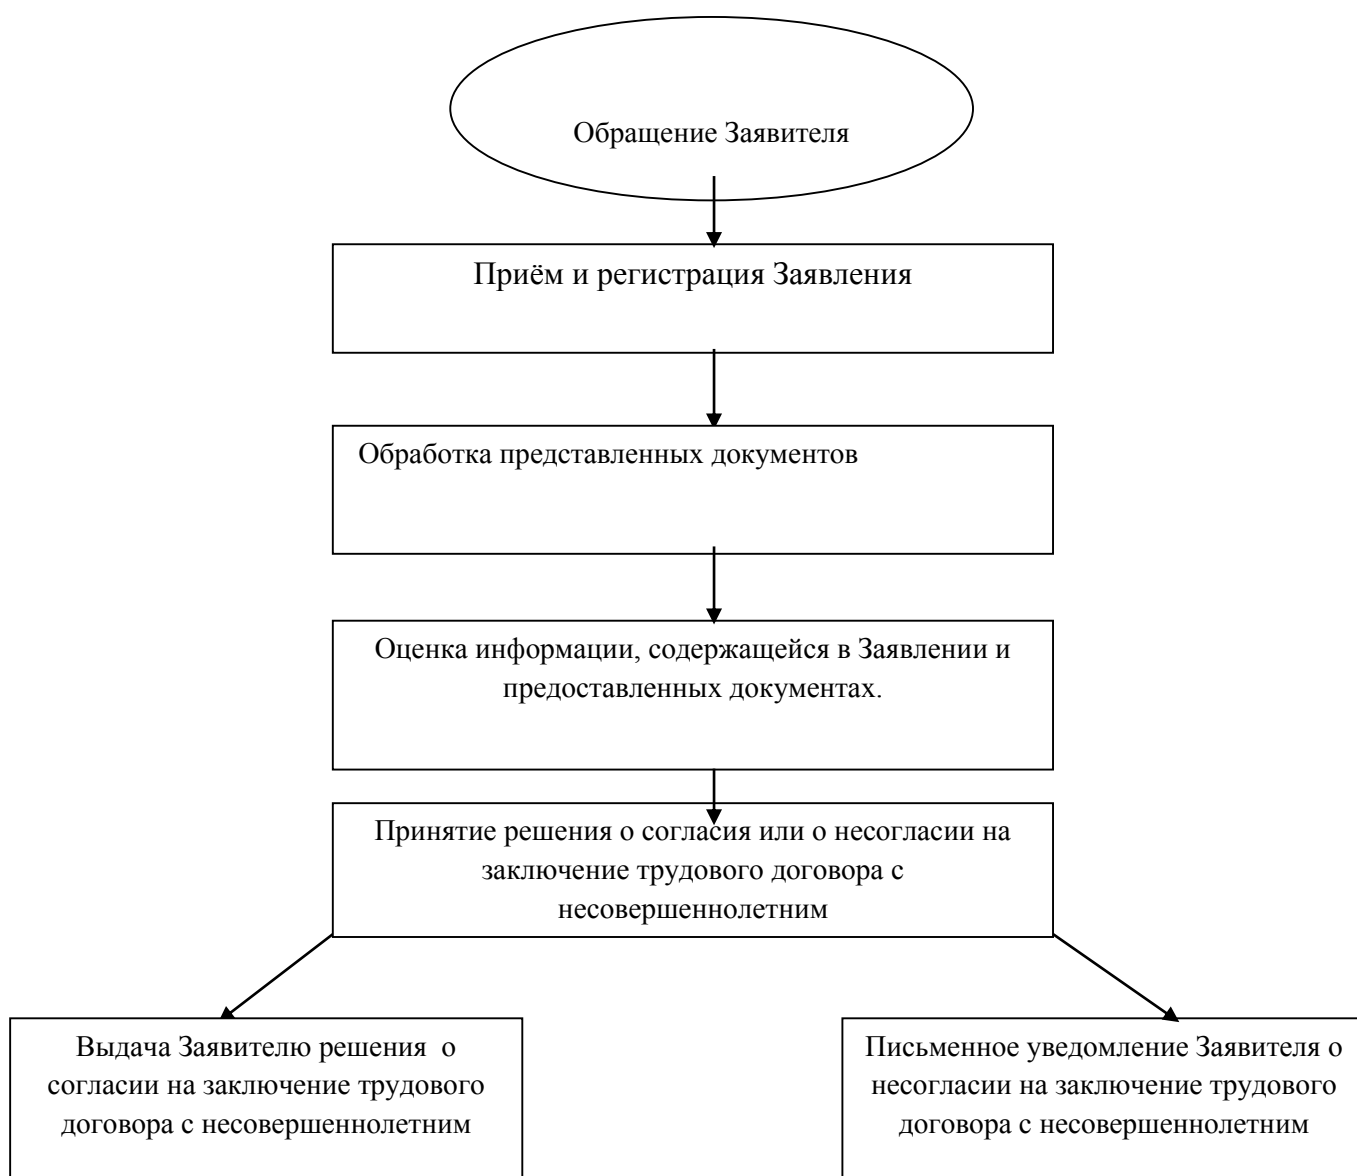 Обращение Заявителя
Приём и регистрация Заявления
Обработка представленных документов
Оценка информации, содержащейся в Заявлении и
предоставленных документах.
Принятие решения о согласия или о несогласии на
заключение трудового договора с
несовершеннолетним
Выдача Заявителю решения  о
согласии на заключение трудового
договора с несовершеннолетним
Письменное уведомление Заявителя о
несогласии на заключение трудового
договора с несовершеннолетним